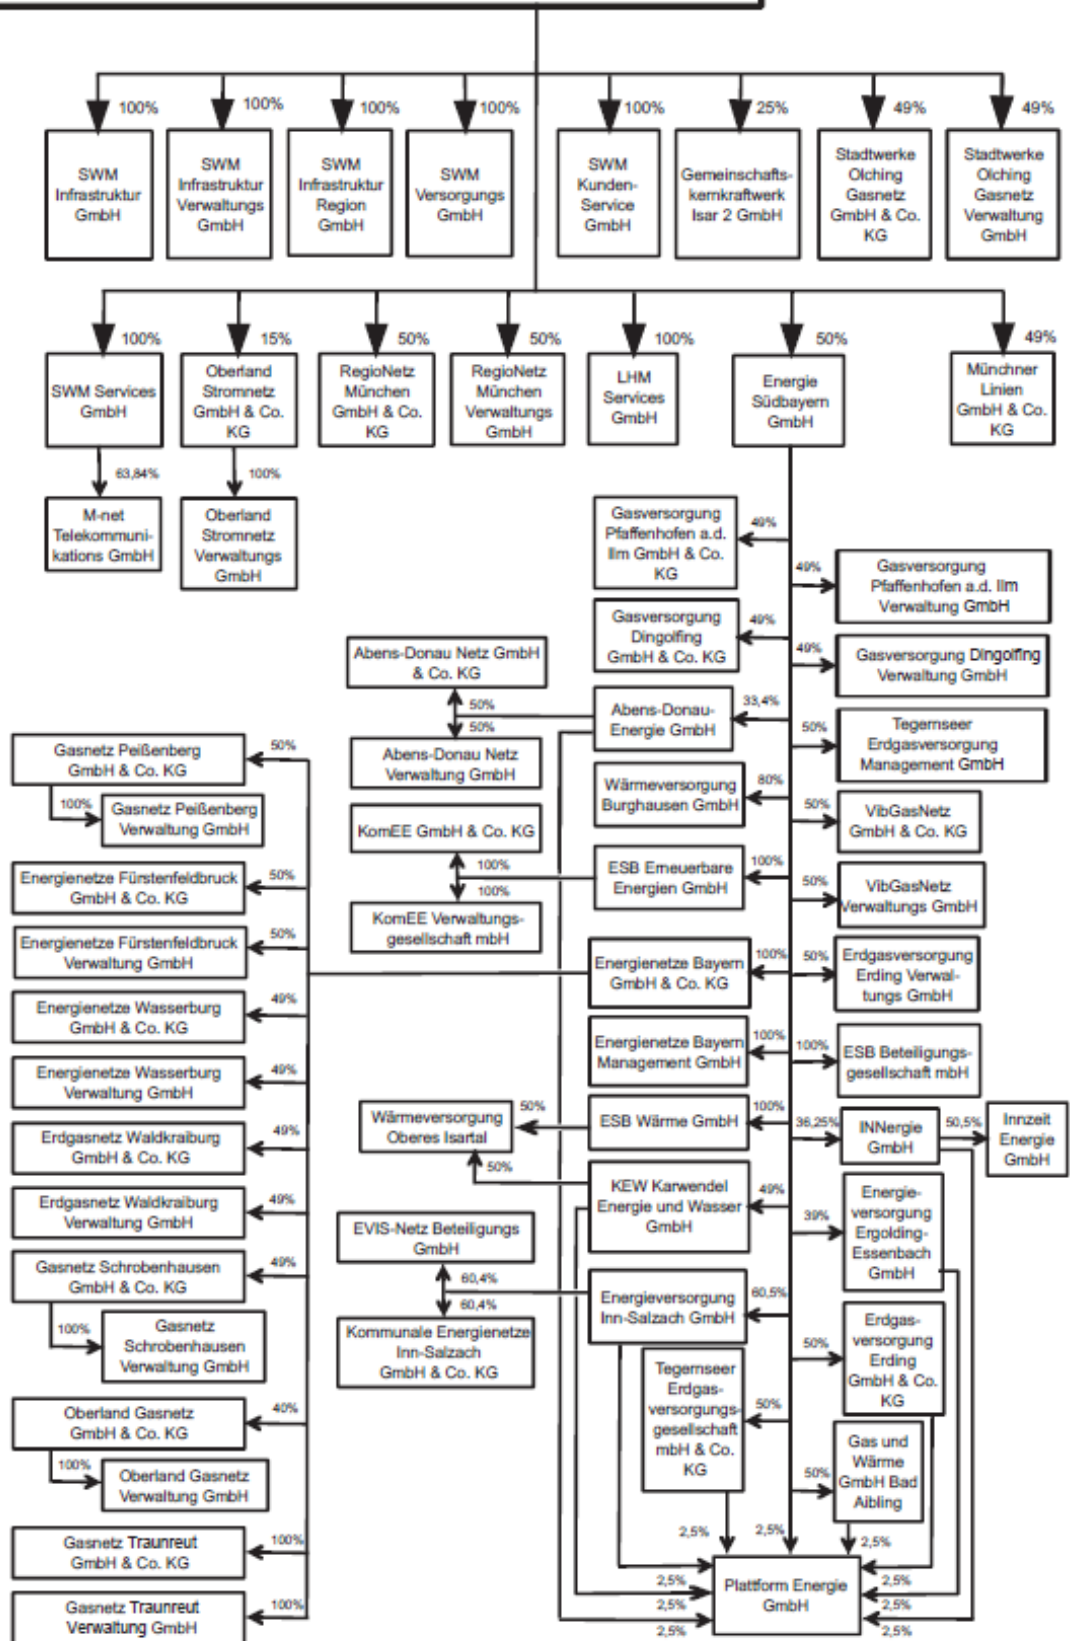 100%
100%
100%
100%
100%
25%
49%
49%
SWM
Infrastruktur
GmbH
SWM
Infrastruktur
Verwaltungs
GmbH
SWM
Infrastruktur
Region
GmbH
SWM
Versorgungs
GmbH
SWM
Kunden-
Service
GmbH
Gemeinschafts-
kernkraftwerk
Isar 2 GmbH
Stadtwerke
Olching
Gasnetz
GmbH & Co.
KG
Stadtwerke
Olching
Gasnetz
Verwaltung
GmbH
100%
15%
50%
50%
100%
50%
49%
SWM Services
GmbH
Oberland
Stromnetz
GmbH & Co.
KG
RegioNetz
München
GmbH & Co.
KG
RegioNetz
München
Verwaltungs
GmbH
LHM
Services
GmbH
Energie
Südbayern
GmbH
Münchner
Linien
GmbH & Co.
KG
63,84%
100%
M-net
Telekommuni-
kations GmbH
Oberland
Stromnetz
Verwaltungs
GmbH
Gasversorgung
Pfaffenhofen a.d.
Ilm GmbH & Co.
KG
49%
49%
Gasversorgung
Pfaffenhofen a.d. Ilm
Verwaltung GmbH
Gasversorgung
Dingolfing
GmbH & Co. KG
49%
49%
Gasversorgung Dingolfing
Verwaltung GmbH
Abens-Donau Netz GmbH
& Co. KG
50%
50%
Abens-Donau Netz
Verwaltung GmbH
Abens-Donau-
Energie GmbH
33,4%
50%
Tegernseer
Erdgasversorgung
Management GmbH
Wärmeversorgung
Burghausen GmbH
80%
50%
VibGasNetz
GmbH & Co. KG
KomEE GmbH & Co. KG
100%
100%
KomEE Verwaltungs-
gesellschaft mbH
ESB Erneuerbare
Energien GmbH
100%
50%
VibGasNetz
Verwaltungs GmbH
Energienetze Bayern
GmbH & Co. KG
100%
50%
Erdgasversorgung
Erding Verwal-
tungs GmbH
Energienetze Bayern
Management GmbH
100%
100%
ESB Beteiligungs-
gesellschaft mbH
Wärmeversorgung
Oberes Isartal
50%
50%
ESB Wärme GmbH
100%
36,25%
INNergie
GmbH
50,5%
Innzeit
Energie
GmbH
KEW Karwendel
Energie und Wasser
GmbH
49%
39%
Energie-
versorgung
Ergolding-
Essenbach
GmbH
EVIS-Netz Beteiligungs
GmbH
60,4%
60,4%
Kommunale Energienetze
Inn-Salzach
GmbH & Co. KG
Energieversorgung
Inn-Salzach GmbH
60,5%
50%
Erdgas-
versorgung
Erding
GmbH & Co.
KG
Tegernseer
Erdgas-
versorgungs-
gesellschaft
mbH & Co.
KG
50%
50%
Gas und
Wärme
GmbH Bad
Aibling
Gasnetz Peißenberg
GmbH & Co. KG
50%
100%
Gasnetz Peißenberg
Verwaltung GmbH
Energienetze Fürstenfeldbruck
GmbH & Co. KG
50%
Energienetze Fürstenfeldbruck
Verwaltung GmbH
50%
Energienetze Wasserburg
GmbH & Co. KG
49%
Energienetze Wasserburg
Verwaltung GmbH
49%
Erdgasnetz Waldkraiburg
GmbH & Co. KG
49%
Erdgasnetz Waldkraiburg
Verwaltung GmbH
49%
Gasnetz Schrobenhausen
GmbH & Co. KG
49%
100%
Gasnetz
Schrobenhausen
Verwaltung GmbH
Oberland Gasnetz
GmbH & Co. KG
40%
100%
Oberland Gasnetz
Verwaltung GmbH
Gasnetz Traunreut
GmbH & Co. KG
100%
Gasnetz Traunreut
Verwaltung GmbH
100%
2,5%
2,5%
2,5%
2,5%
2,5%
2,5%
Plattform Energie
GmbH
2,5%
2,5%
2,5%